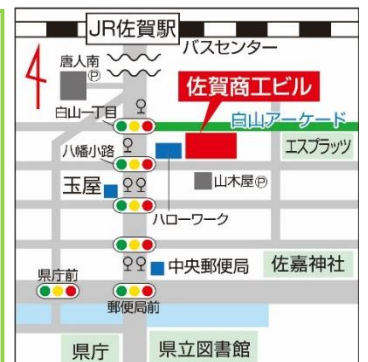 JR佐賀駅
バスセンター
唐人南
Ⓟ
佐賀商工ビル
白山一丁目
白山アーケード
八幡小路
エスプラッツ
玉屋
山木屋Ⓟ
ハローワーク
中央郵便局
佐嘉神社
県庁前
郵便局前
県庁
県立図書館